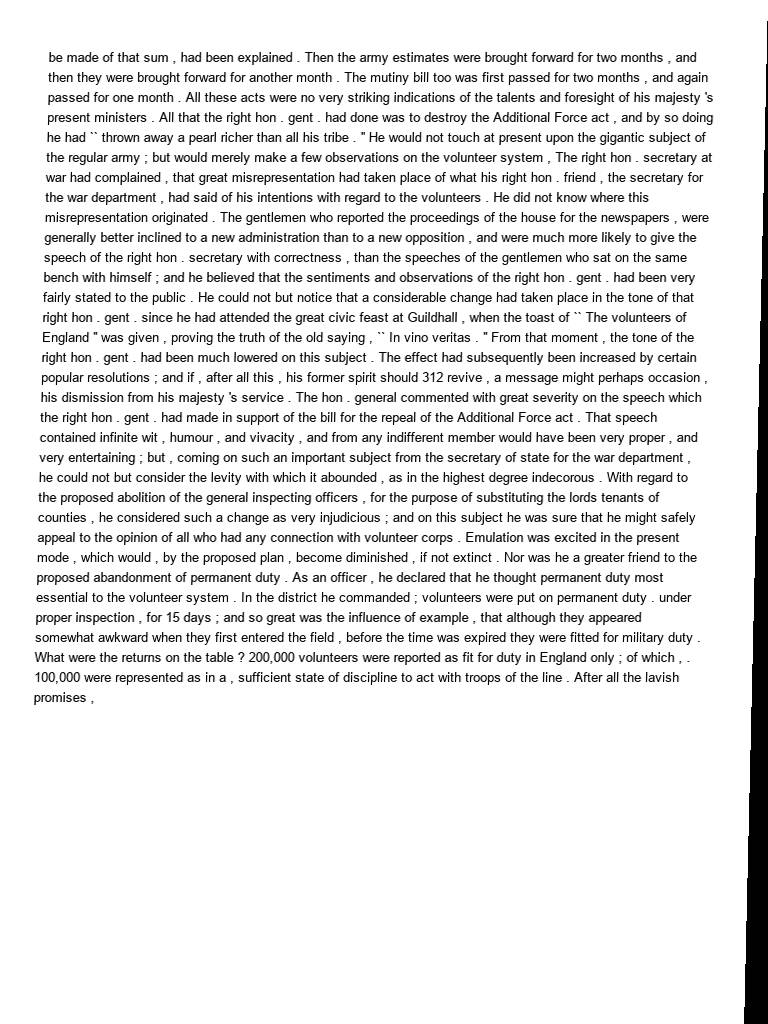 be made of that sum , had been explained . Then the army estimates were brought forward for two months , and
then they were brought forward for another month . The mutiny bill too was first passed for two months , and again
passed for one month . All these acts were no very striking indications of the talents and foresight of his majesty 's
present ministers . All that the right hon . gent . had done was to destroy the Additional Force act , and by so doing
he had `` thrown away a pearl richer than all his tribe . " He would not touch at present upon the gigantic subject of
the regular army ; but would merely make a few observations on the volunteer system , The right hon . secretary at
war had complained , that great misrepresentation had taken place of what his right hon . friend , the secretary for
the war department , had said of his intentions with regard to the volunteers . He did not know where this
misrepresentation originated . The gentlemen who reported the proceedings of the house for the newspapers , were
generally better inclined to a new administration than to a new opposition , and were much more likely to give the
speech of the right hon . secretary with correctness , than the speeches of the gentlemen who sat on the same
bench with himself ; and he believed that the sentiments and observations of the right hon . gent . had been very
fairly stated to the public . He could not but notice that a considerable change had taken place in the tone of that
right hon . gent . since he had attended the great civic feast at Guildhall , when the toast of `` The volunteers of
England " was given , proving the truth of the old saying , `` In vino veritas . " From that moment , the tone of the
right hon . gent . had been much lowered on this subject . The effect had subsequently been increased by certain
popular resolutions ; and if , after all this , his former spirit should 312 revive , a message might perhaps occasion ,
his dismission from his majesty 's service . The hon . general commented with great severity on the speech which
the right hon . gent . had made in support of the bill for the repeal of the Additional Force act . That speech
contained infinite wit , humour , and vivacity , and from any indifferent member would have been very proper , and
very entertaining ; but , coming on such an important subject from the secretary of state for the war department ,
he could not but consider the levity with which it abounded , as in the highest degree indecorous . With regard to
the proposed abolition of the general inspecting officers , for the purpose of substituting the lords tenants of
counties , he considered such a change as very injudicious ; and on this subject he was sure that he might safely
appeal to the opinion of all who had any connection with volunteer corps . Emulation was excited in the present
mode , which would , by the proposed plan , become diminished , if not extinct . Nor was he a greater friend to the
proposed abandonment of permanent duty . As an officer , he declared that he thought permanent duty most
essential to the volunteer system . In the district he commanded ; volunteers were put on permanent duty . under
proper inspection , for 15 days ; and so great was the influence of example , that although they appeared
somewhat awkward when they first entered the field , before the time was expired they were fitted for military duty .
What were the returns on the table ? 200,000 volunteers were reported as fit for duty in England only ; of which , .
100,000 were represented as in a , sufficient state of discipline to act with troops of the line . After all the lavish
promises ,